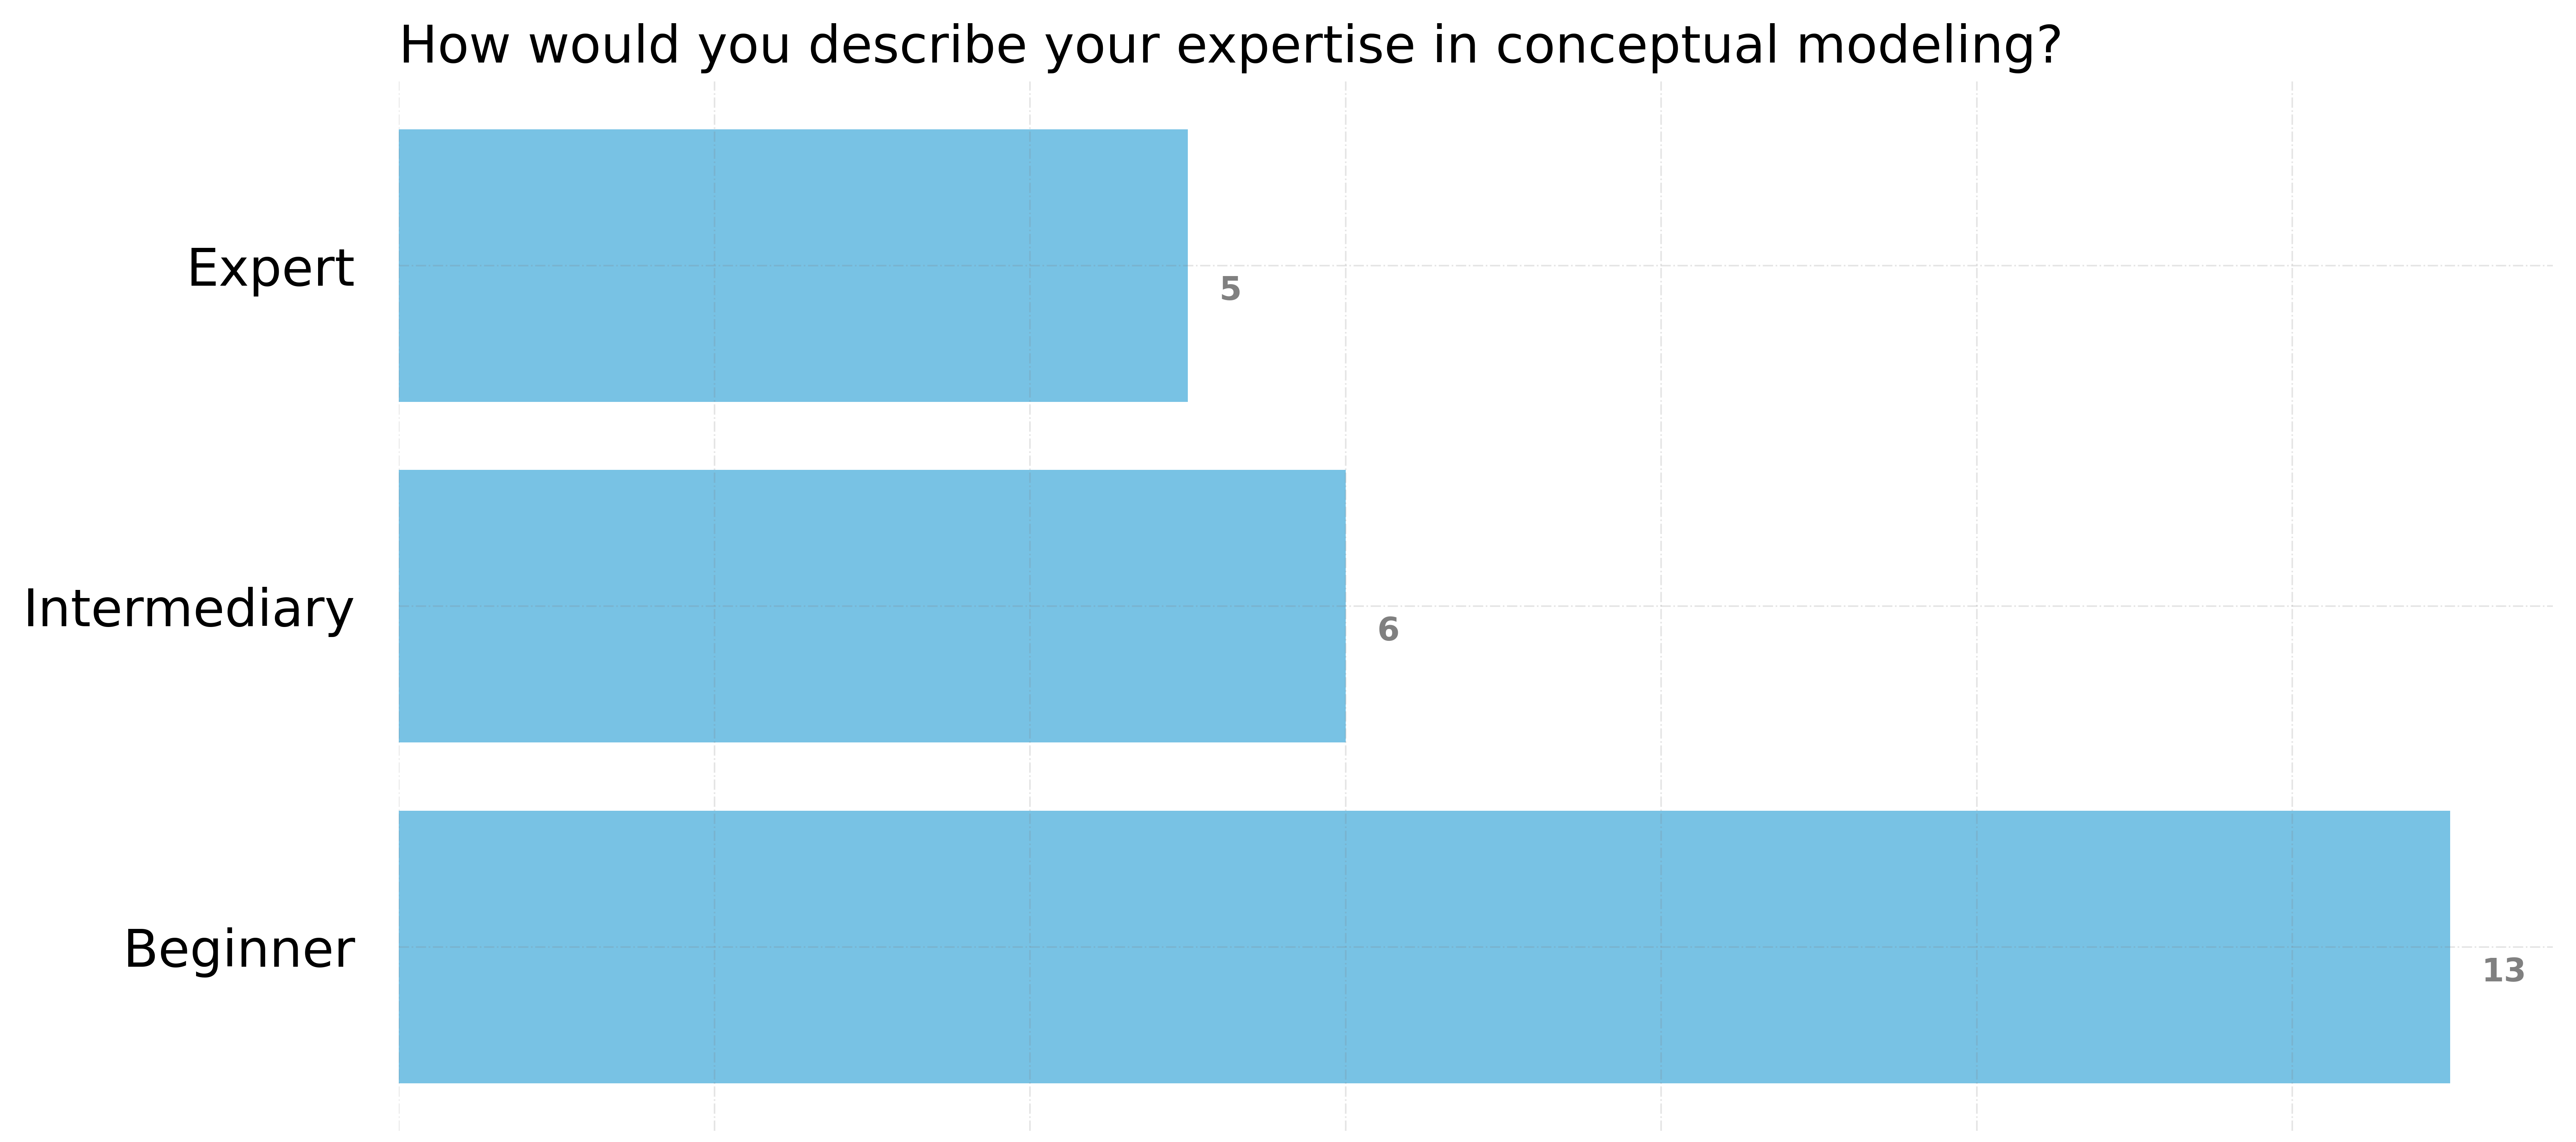 How would you describe your expertise in conceptual modeling?
Expert
5
Intermediary
6
Beginner
13